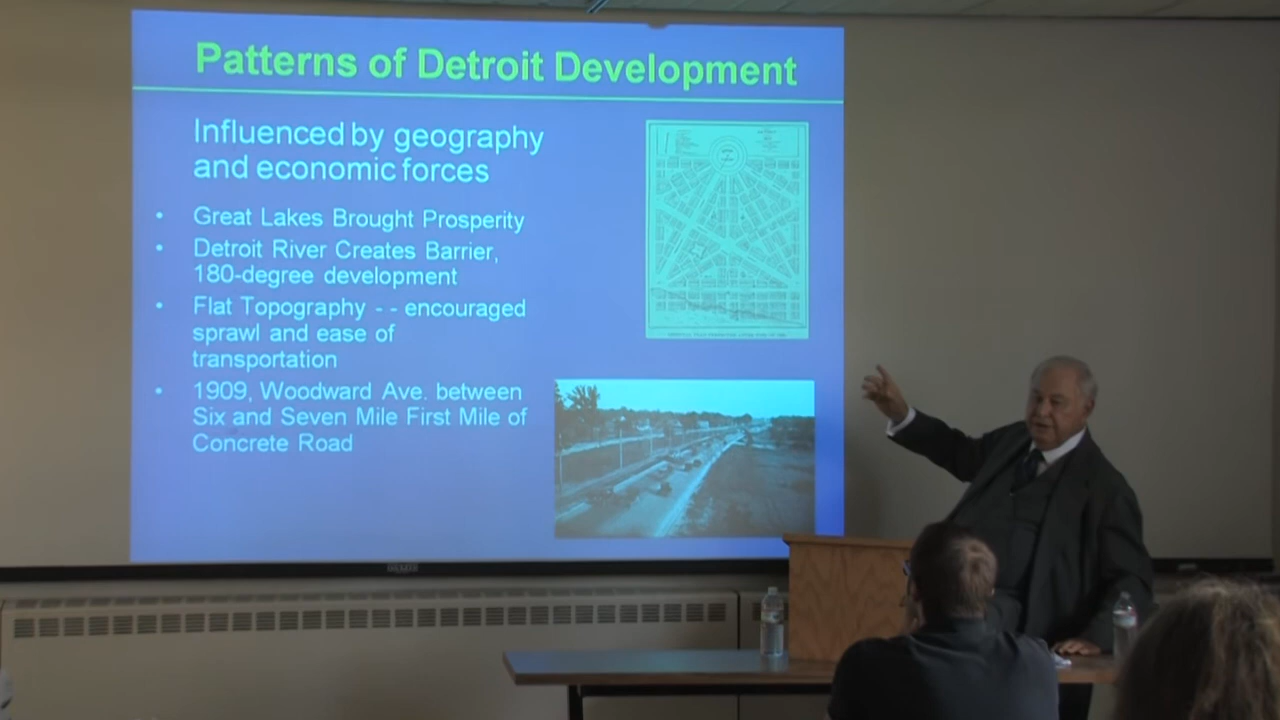 Patterns of Detroit Development
Influenced by geography
and economic forces
• Great Lakes Brought Prosperity
• Detroit River Creates Barrier,
180-degree development
• Flat Topography - - encouraged
sprawl and ease of
transportation
• 1909, Woodward Ave. between
Six and Seven Mile First Mile of
Concrete Road